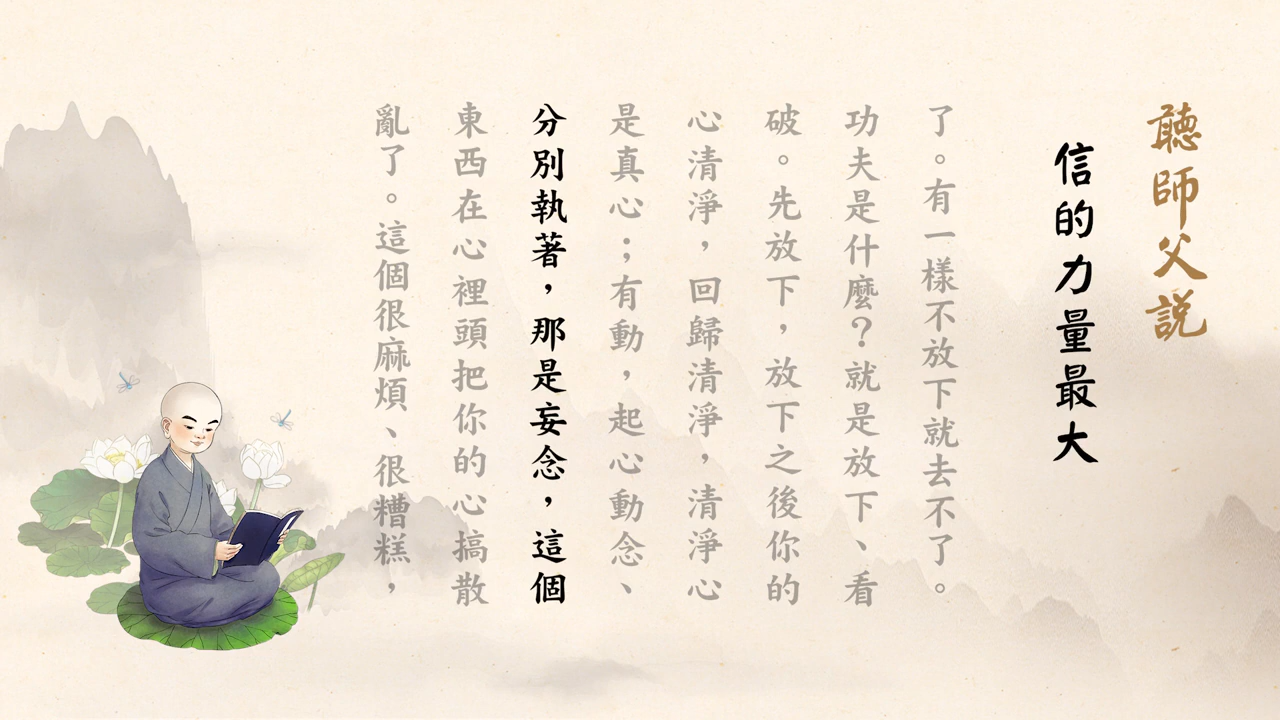 聽師父説
信的力量最大
了。有一樣不放下就去不了。
功夫是什麼？就是放下、看
破。先放下，放下之後你的
心清淨，回歸清淨，清淨心
是真心；有動，起心動念、
分別執著，那是妄念，這個
東西在心裡頭把你的心搞散
亂了。這個很麻煩、很糟糕，